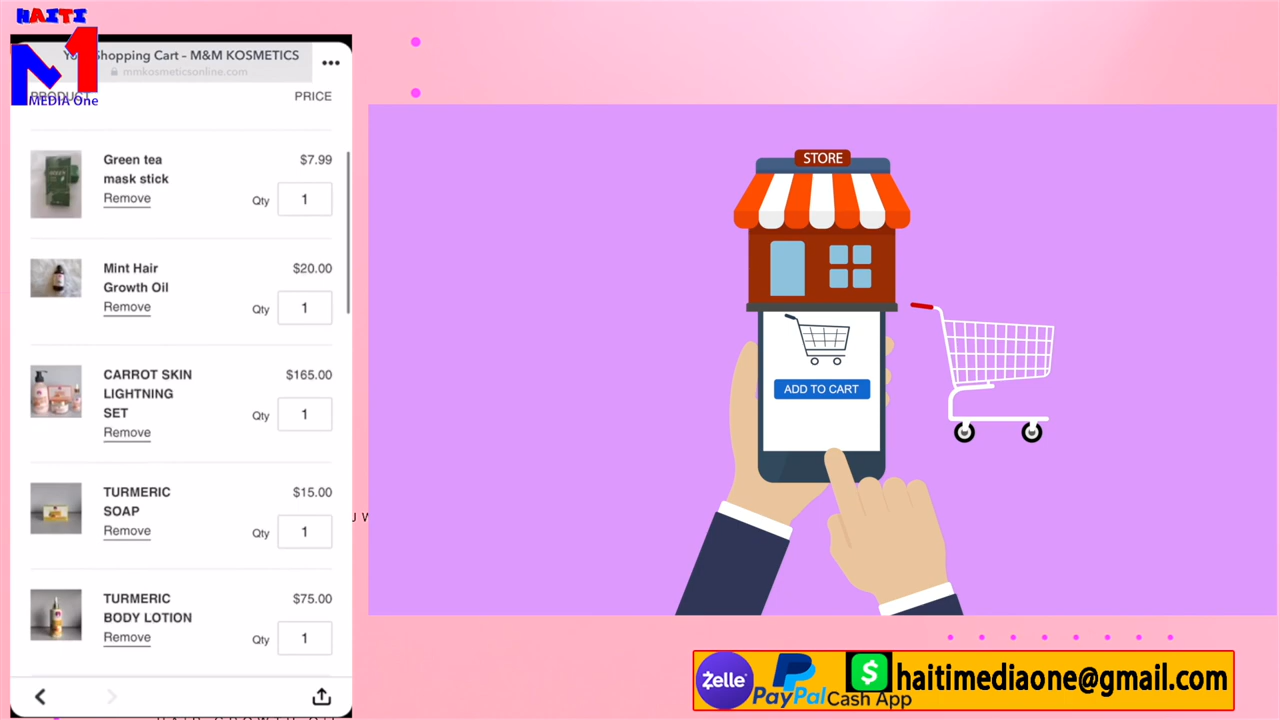 HAITI
M1
MEDIA One
Shopping Cart – M&M KOSMETICS
mmkosmeticsonline.com
PRODUCT
PRICE
Green tea
mask stick
$7.99
Remove
Qty 1
Mint Hair
Growth Oil
$20.00
Remove
Qty 1
CARROT SKIN
LIGHTNING
SET
$165.00
Remove
Qty 1
TURMERIC
SOAP
$15.00
Remove
Qty 1
TURMERIC
BODY LOTION
$75.00
Remove
Qty 1
STORE
ADD TO CART
Zelle
PayPal
$
Cash App
haitimediaone@gmail.com